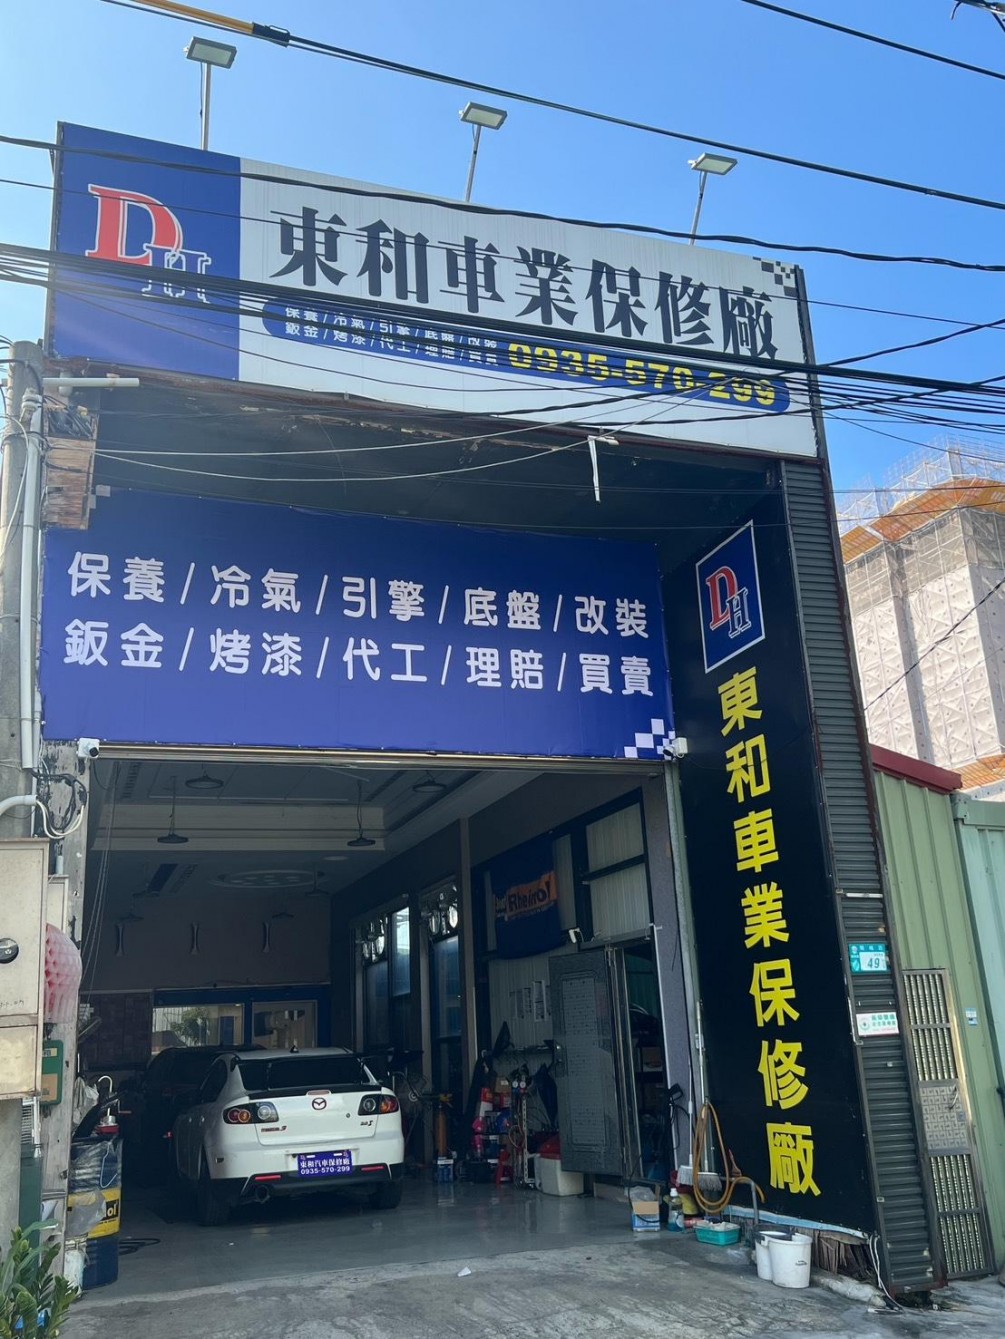 DH
東和車業保修廠
保養/冷氣/引擎/底盤/改裝
鈑金/烤漆/代工/理賠/買賣
0935-570-299
保養/冷氣/引擎/底盤/改裝
鈑金/烤漆/代工/理賠/買賣
DH
東和車業保修廠
49
東和汽車保修廠
0935-570-299